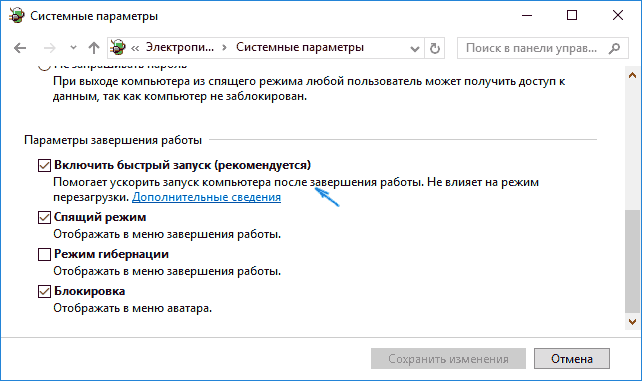 Системные параметры
« Электропи... > Системные параметры
Поиск в панели управ...
Не запрашивать пароль
При выходе компьютера из спящего режима любой пользователь может получить доступ к
данным, так как компьютер не заблокирован.
Параметры завершения работы
Включить быстрый запуск (рекомендуется)
Помогает ускорить запуск компьютера после завершения работы. Не влияет на режим
перезагрузки. Дополнительные сведения
Спящий режим
Отображать в меню завершения работы.
Режим гибернации
Отображать в меню завершения работы.
Блокировка
Отображать в меню аватара.
Сохранить изменения
Отмена